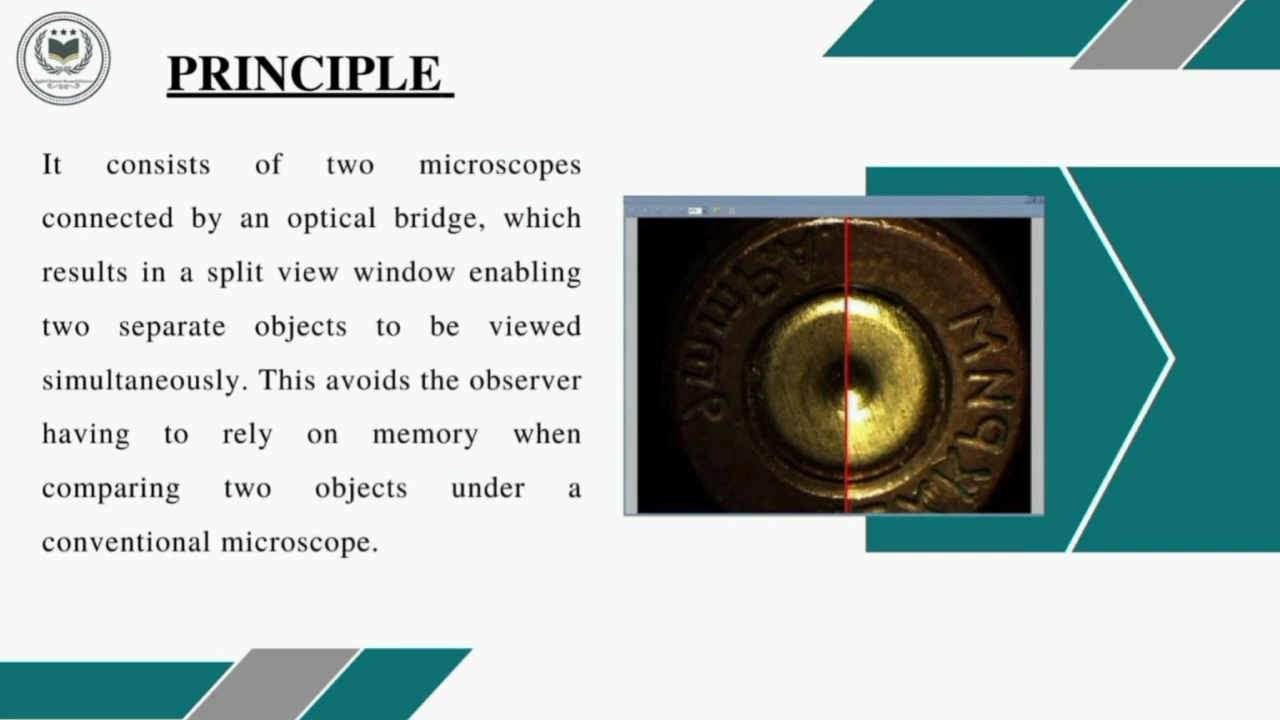 PRINCIPLE
It consists of two microscopes
connected by an optical bridge, which
results in a split view window enabling
two separate objects to be viewed
simultaneously. This avoids the observer
having to rely on memory when
comparing two objects under a
conventional microscope.